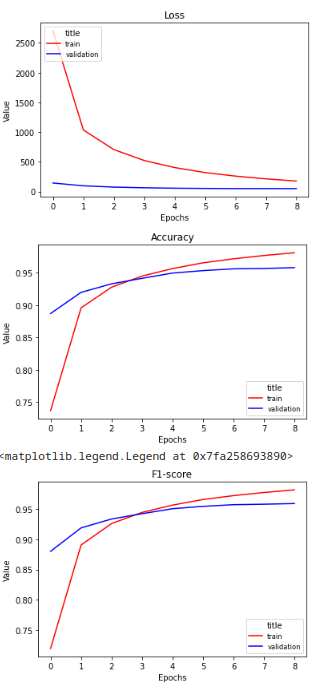 Loss
title
train
validation
2500
2000
1500
1000
500
0
Value
0 1 2 3 4 5 6 7 8
Epochs
Accuracy
0.95
0.90
0.85
0.80
0.75
Value
title
train
validation
0 1 2 3 4 5 6 7 8
Epochs
<matplotlib.legend.Legend at 0x7fa258693890>
F1-score
0.95
0.90
0.85
0.80
0.75
Value
title
train
validation
0 1 2 3 4 5 6 7 8
Epochs